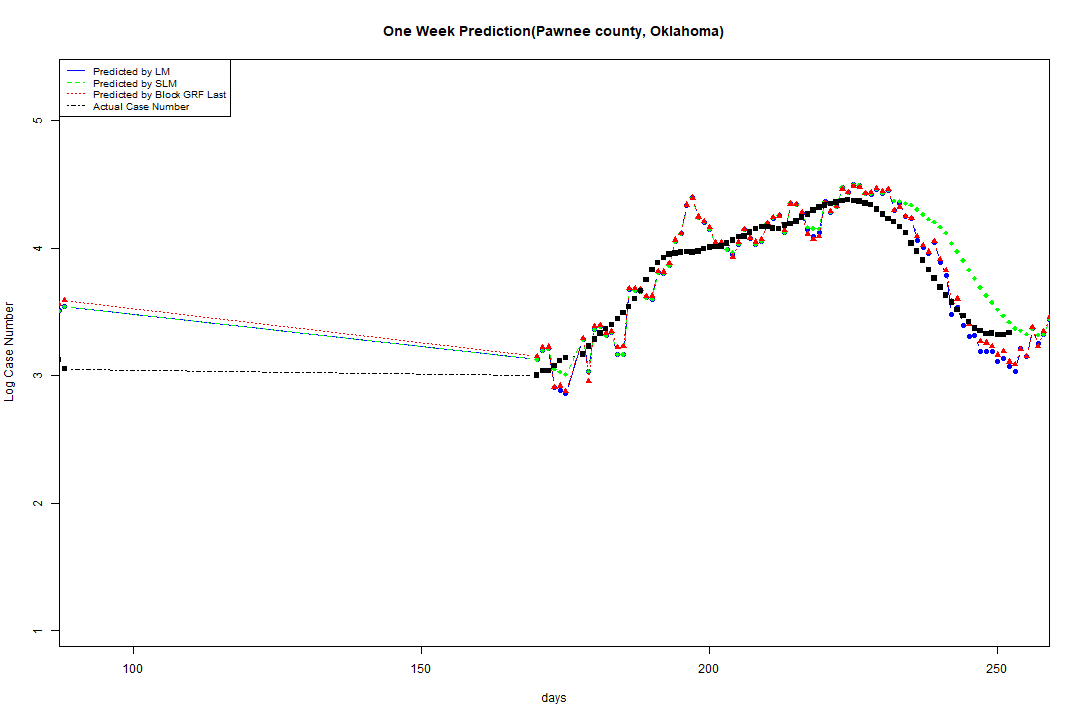 One Week Prediction(Pawnee county, Oklahoma)
Predicted by LM
Predicted by SLM
Predicted by Block GRF Last
Actual Case Number
5
4
3
2
1
Log Case Number
100 150 200 250
days